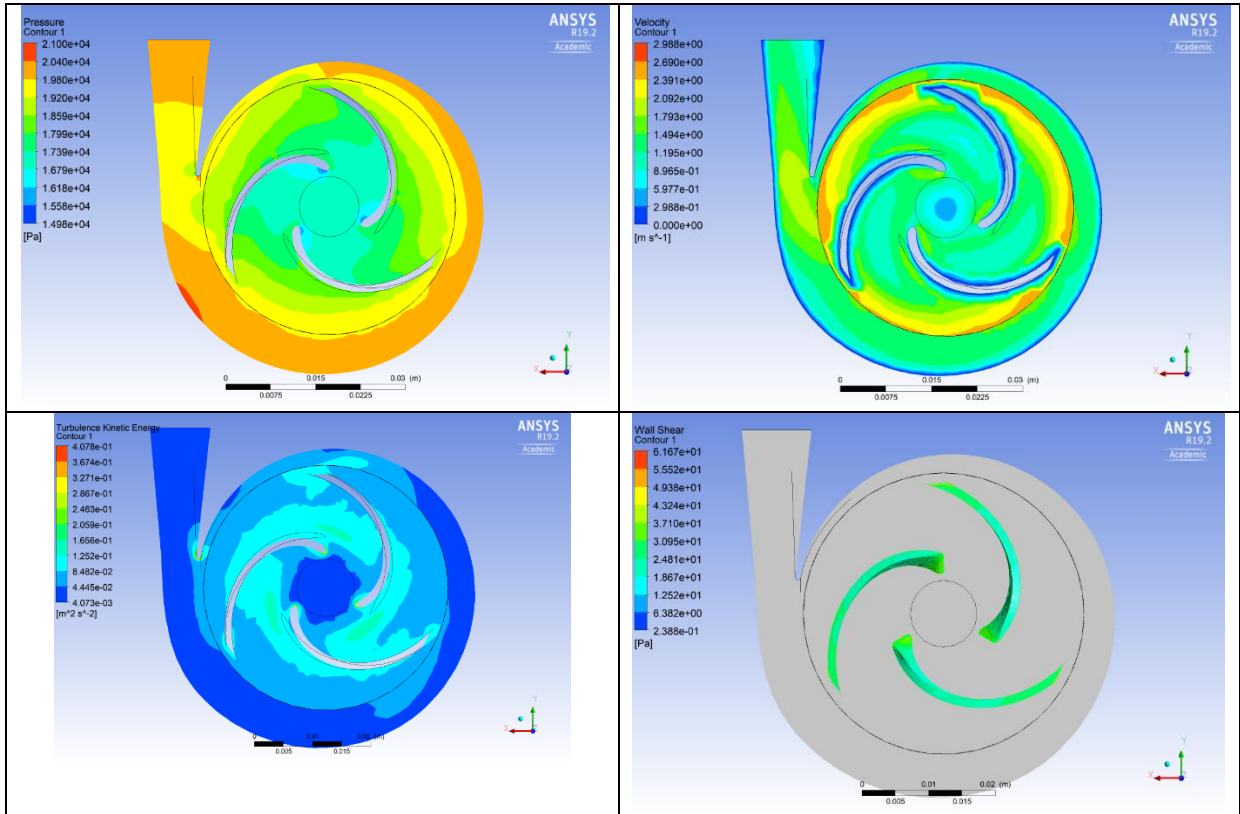 Pressure
Contour 1
2.100e+04
2.040e+04
1.980e+04
1.920e+04
1.859e+04
1.799e+04
1.739e+04
1.679e+04
1.618e+04
1.558e+04
1.498e+04
[Pa]
ANSYS
R19.2
Academic
0 0.015 0.03 (m)
0.0075 0.0225
Y
X
Z
Velocity
Contour 1
2.988e+00
2.690e+00
2.391e+00
2.092e+00
1.793e+00
1.494e+00
1.195e+00
8.965e-01
5.977e-01
2.988e-01
0.000e+00
[m s^-1]
ANSYS
R19.2
Academic
0 0.015 0.03 (m)
0.0075 0.0225
Y
X
Z
Turbulence Kinetic Energy
Contour 1
4.078e-01
3.674e-01
3.271e-01
2.867e-01
2.463e-01
2.059e-01
1.656e-01
1.252e-01
8.482e-02
4.445e-02
4.073e-03
[m^2 s^-2]
ANSYS
R19.2
Academic
0 0.01 0.02 (m)
0.005 0.015
Y
X
Z
Wall Shear
Contour 1
6.167e+01
5.552e+01
4.938e+01
4.324e+01
3.710e+01
3.095e+01
2.481e+01
1.867e+01
1.252e+01
6.382e+00
2.388e-01
[Pa]
ANSYS
R19.2
Academic
0 0.01 0.02 (m)
0.005 0.015
Y
X
Z